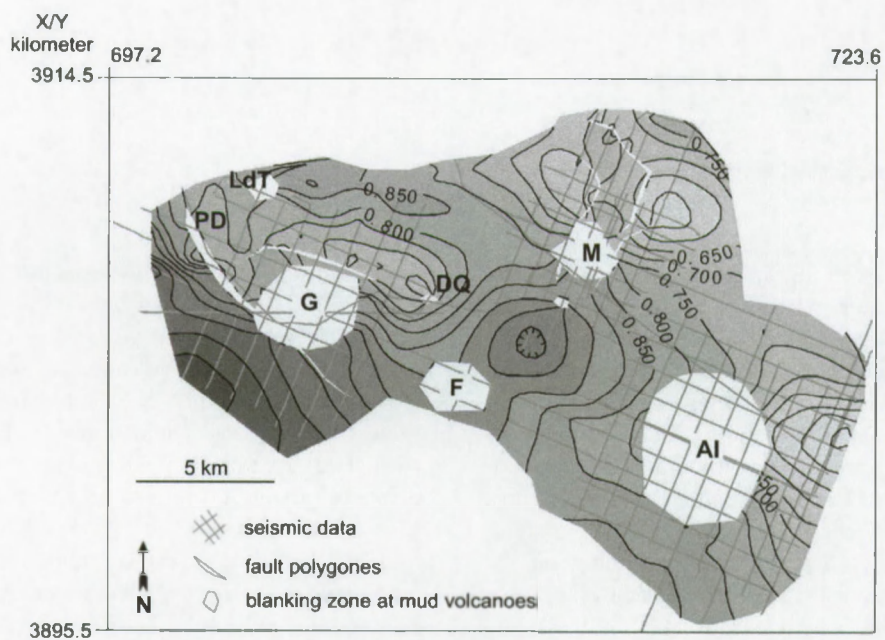 X/Y
kilometer
697.2
723.6
3914.5
0.750
LdT
0.850
PD
0.800
M
0.650
0.700
DQ
0.750
G
0.800
0.850
F
AI
5 km
700
seismic data
fault polygones
N
blanking zone at mud volcanoes
3895.5